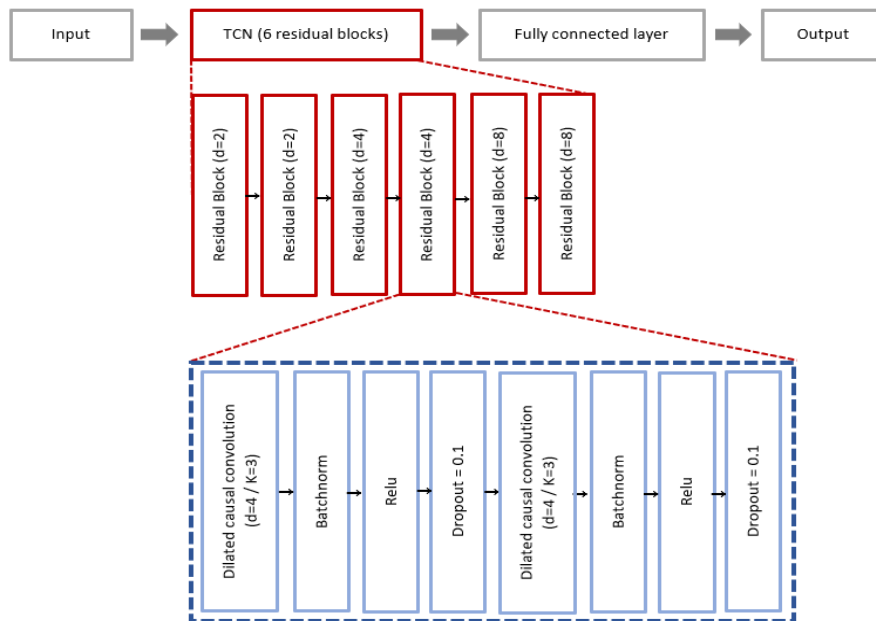 Input
TCN (6 residual blocks)
Fully connected layer
Output
Residual Block (d=2)
Residual Block (d=2)
Residual Block (d=4)
Residual Block (d=4)
Residual Block (d=8)
Residual Block (d=8)
Dilated causal convolution
(d=4 / K=3)
Batchnorm
Relu
Dropout = 0.1
Dilated causal convolution
(d=4 / K=3)
Batchnorm
Relu
Dropout = 0.1